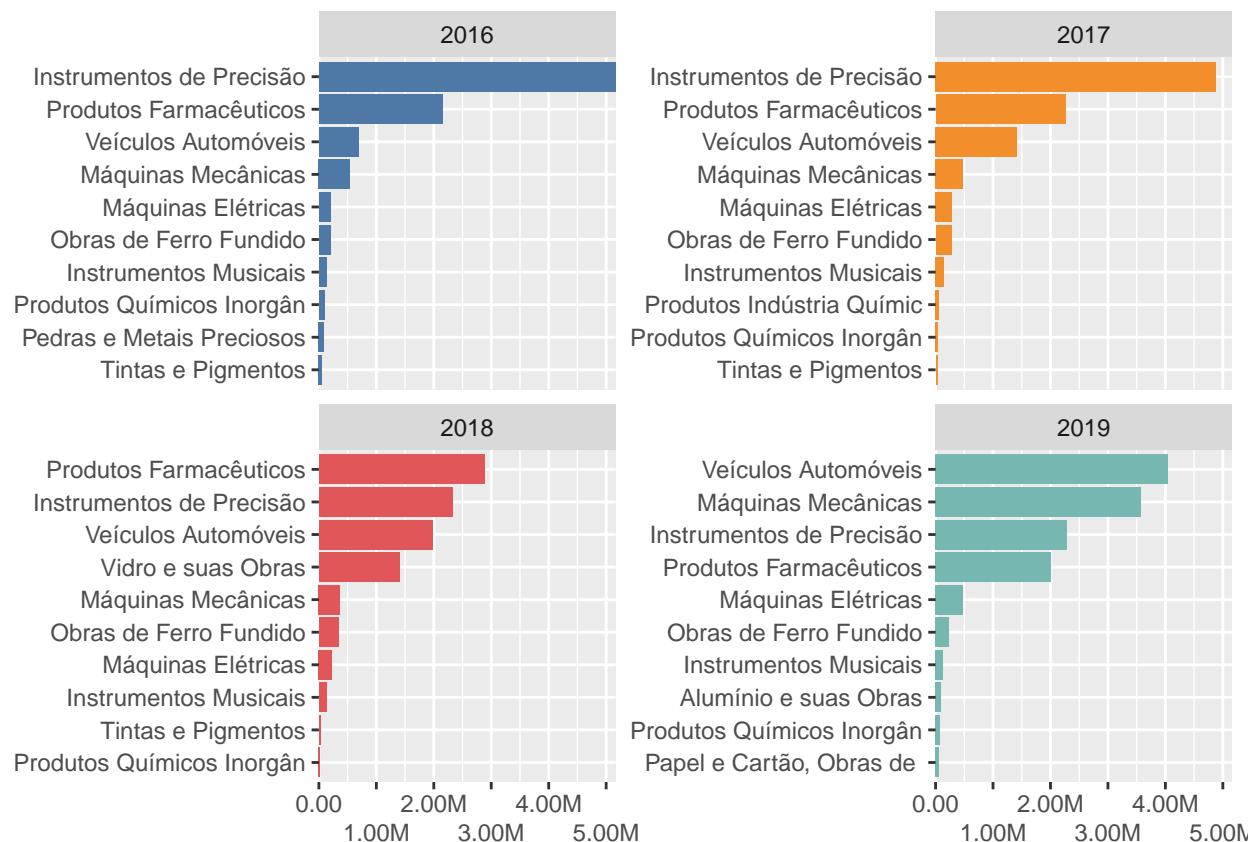 2016
Instrumentos de Precisão
Produtos Farmacêuticos
Veículos Automóveis
Máquinas Mecânicas
Máquinas Elétricas
Obras de Ferro Fundido
Instrumentos Musicais
Produtos Químicos Inorgân
Pedras e Metais Preciosos
Tintas e Pigmentos
2017
Instrumentos de Precisão
Produtos Farmacêuticos
Veículos Automóveis
Máquinas Mecânicas
Máquinas Elétricas
Obras de Ferro Fundido
Instrumentos Musicais
Produtos Indústria Químic
Produtos Químicos Inorgân
Tintas e Pigmentos
2018
Produtos Farmacêuticos
Instrumentos de Precisão
Veículos Automóveis
Vidro e suas Obras
Máquinas Mecânicas
Obras de Ferro Fundido
Máquinas Elétricas
Instrumentos Musicais
Tintas e Pigmentos
Produtos Químicos Inorgân
0.00 2.00M 4.00M
1.00M 3.00M 5.00M
2019
Veículos Automóveis
Máquinas Mecânicas
Instrumentos de Precisão
Produtos Farmacêuticos
Máquinas Elétricas
Obras de Ferro Fundido
Instrumentos Musicais
Alumínio e suas Obras
Produtos Químicos Inorgân
Papel e Cartão, Obras de
0.00 2.00M 4.00M
1.00M 3.00M 5.00M